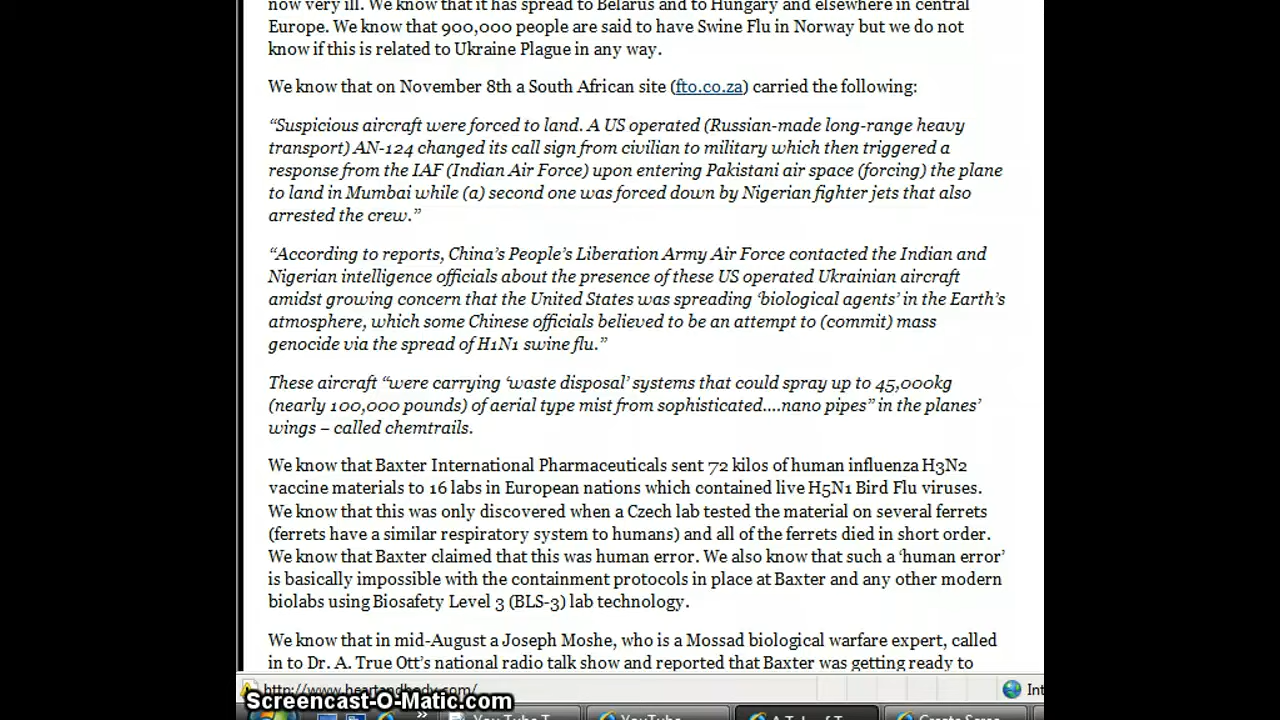 now very ill. We know that it has spread to Belarus and to Hungary and elsewhere in central
Europe. We know that 900,000 people are said to have Swine Flu in Norway but we do not
know if this is related to Ukraine Plague in any way.
We know that on November 8th a South African site (fto.co.za) carried the following:
“Suspicious aircraft were forced to land. A US operated (Russian-made long-range heavy
transport) AN-124 changed its call sign from civilian to military which then triggered a
response from the IAF (Indian Air Force) upon entering Pakistani air space (forcing) the plane
to land in Mumbai while (a) second one was forced down by Nigerian fighter jets that also
arrested the crew.”
“According to reports, China’s People’s Liberation Army Air Force contacted the Indian and
Nigerian intelligence officials about the presence of these US operated Ukrainian aircraft
amidst growing concern that the United States was spreading ‘biological agents’ in the Earth’s
atmosphere, which some Chinese officials believed to be an attempt to (commit) mass
genocide via the spread of H1N1 swine flu.”
These aircraft “were carrying ‘waste disposal’ systems that could spray up to 45,000kg
(nearly 100,000 pounds) of aerial type mist from sophisticated....nano pipes” in the planes’
wings – called chemtrails.
We know that Baxter International Pharmaceuticals sent 72 kilos of human influenza H3N2
vaccine materials to 16 labs in European nations which contained live H5N1 Bird Flu viruses.
We know that this was only discovered when a Czech lab tested the material on several ferrets
(ferrets have a similar respiratory system to humans) and all of the ferrets died in short order.
We know that Baxter claimed that this was human error. We also know that such a ‘human error’
is basically impossible with the containment protocols in place at Baxter and any other modern
biolabs using Biosafety Level 3 (BLS-3) lab technology.
We know that in mid-August a Joseph Moshe, who is a Mossad biological warfare expert, called
in to Dr. A. True Ott’s national radio talk show and reported that Baxter was getting ready to
http://www.heartandbody.com/
Int
Screencast-O-Matic.com